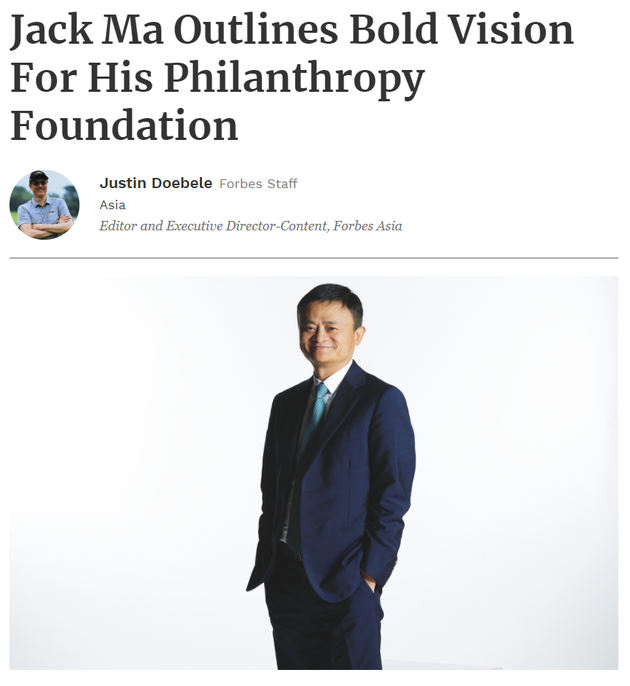 Jack Ma Outlines Bold Vision
For His Philanthropy
Foundation
Justin Doebele Forbes Staff
Asia
Editor and Executive Director-Content, Forbes Asia